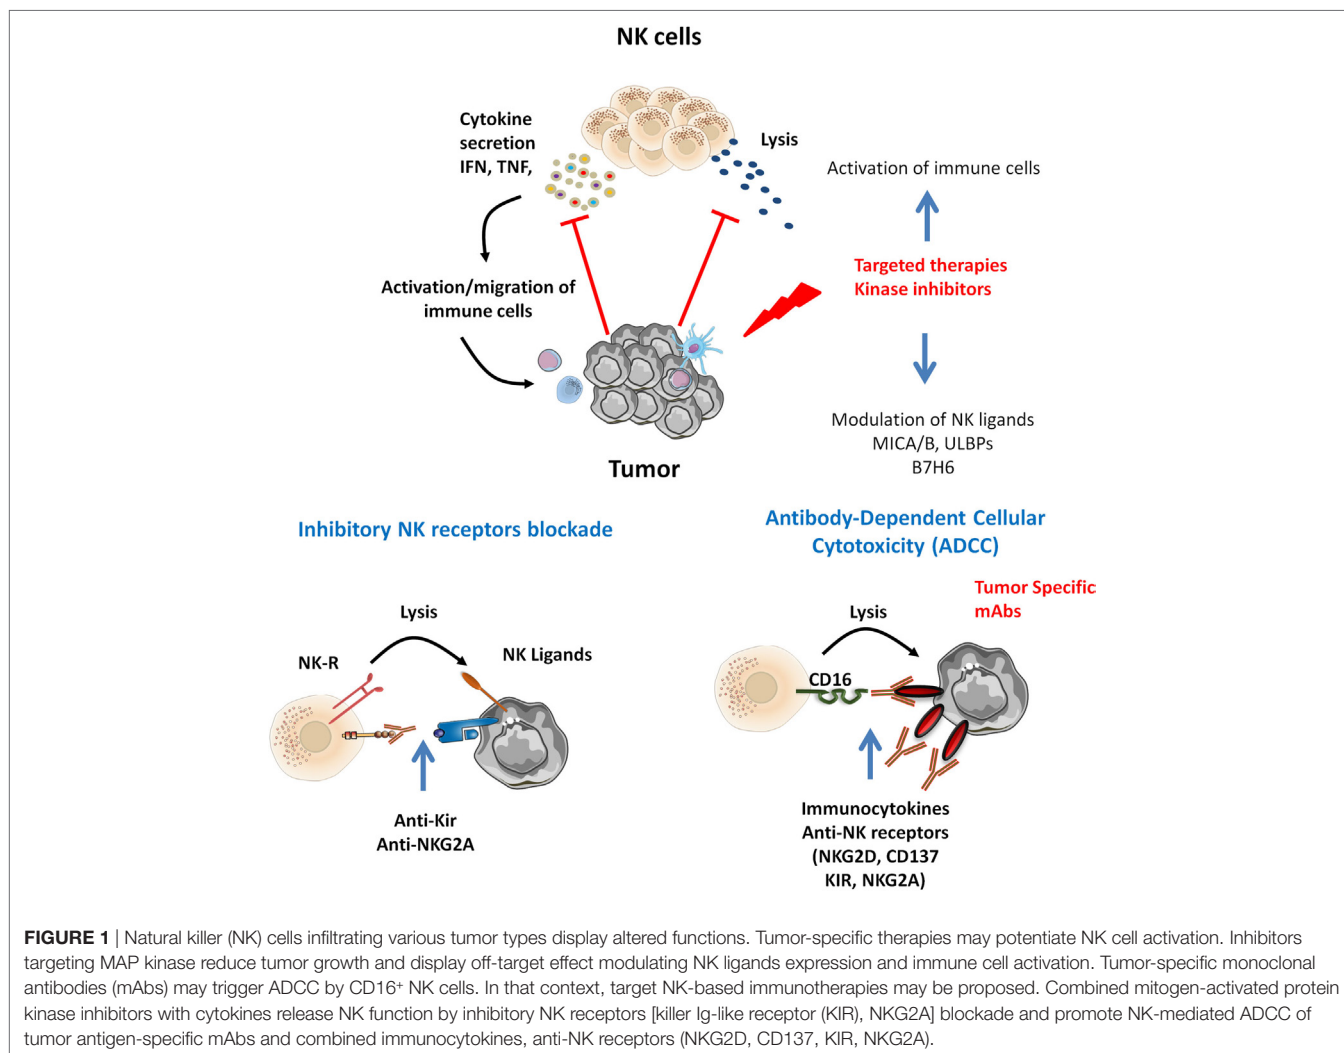 NK cells
Cytokine
secretion
IFN, TNF,
Lysis
Activation of immune cells
Targeted therapies
Kinase inhibitors
Activation/migration of
immune cells
Modulation of NK ligands
MICA/B, ULBPs
B7H6
Tumor
Inhibitory NK receptors blockade
Lysis
NK-R
NK Ligands
Anti-Kir
Anti-NKG2A
Antibody-Dependent Cellular
Cytotoxicity (ADCC)
Tumor Specific
mAbs
Lysis
CD16
Immunocytokines
Anti-NK receptors
(NKG2D, CD137
KIR, NKG2A)
FIGURE 1 | Natural killer (NK) cells infiltrating various tumor types display altered functions. Tumor-specific therapies may potentiate NK cell activation. Inhibitors
targeting MAP kinase reduce tumor growth and display off-target effect modulating NK ligands expression and immune cell activation. Tumor-specific monoclonal
antibodies (mAbs) may trigger ADCC by CD16⁺ NK cells. In that context, target NK-based immunotherapies may be proposed. Combined mitogen-activated protein
kinase inhibitors with cytokines release NK function by inhibitory NK receptors [killer Ig-like receptor (KIR), NKG2A] blockade and promote NK-mediated ADCC of
tumor antigen-specific mAbs and combined immunocytokines, anti-NK receptors (NKG2D, CD137, KIR, NKG2A).